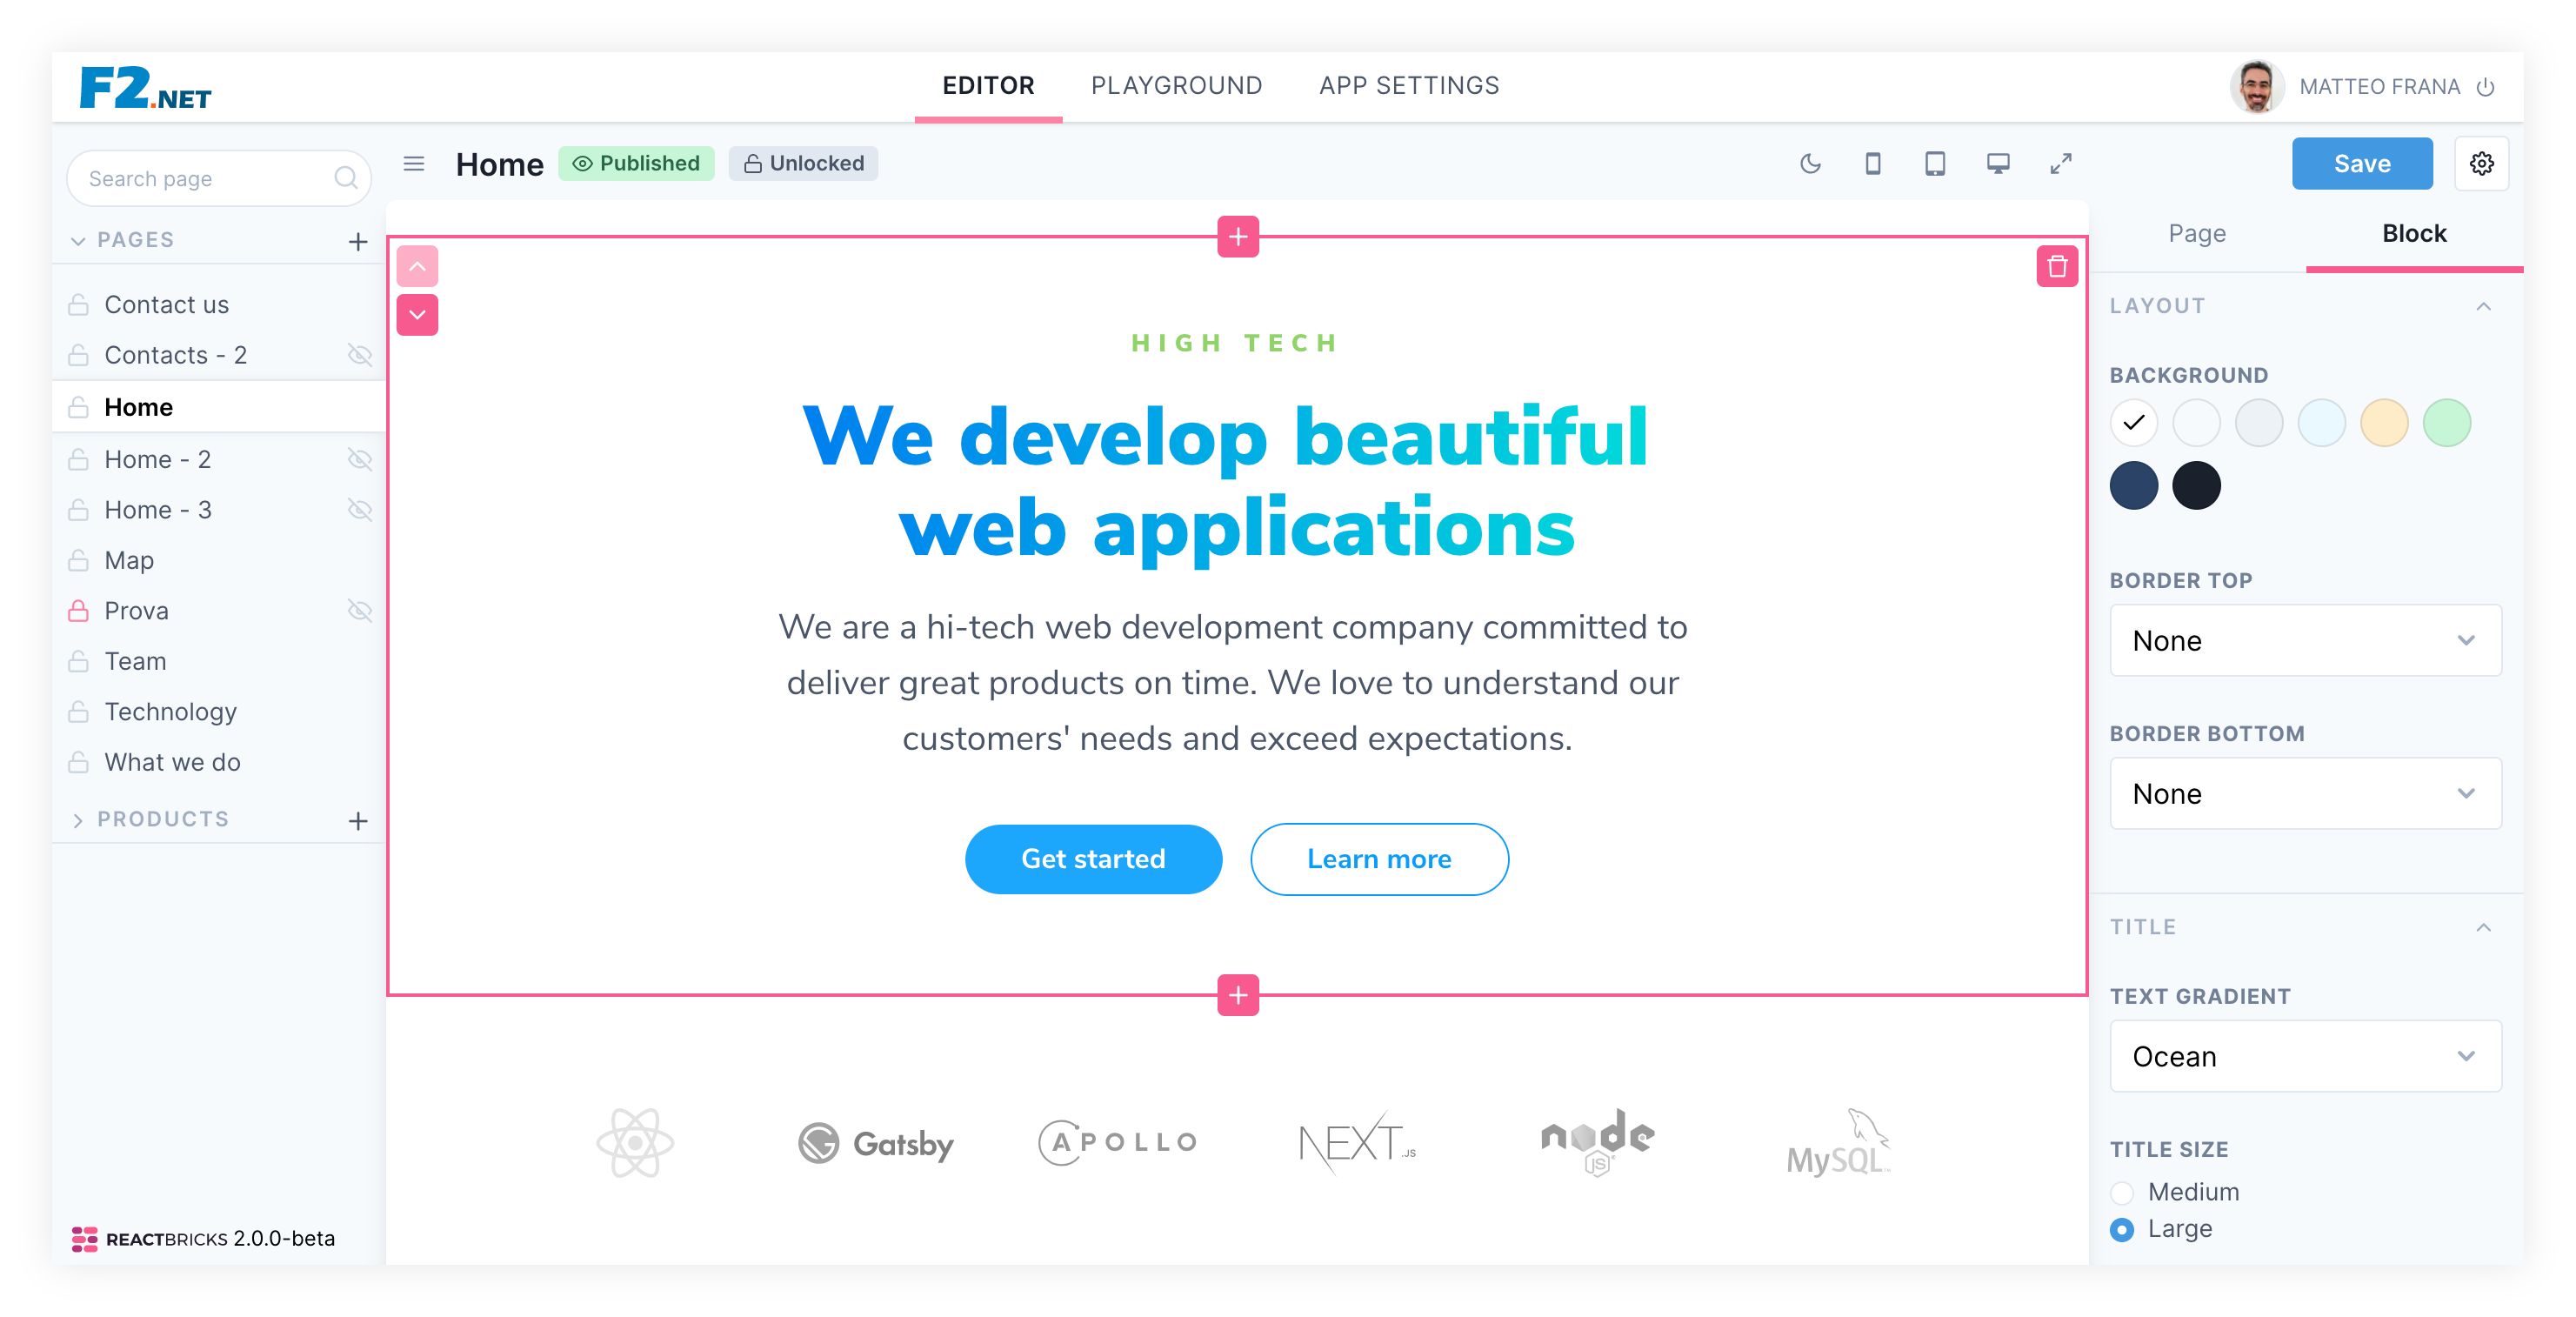 F2.NET
EDITOR
PLAYGROUND
APP SETTINGS
MATTEO FRANA
Search page
PAGES
Contact us
Contacts - 2
Home
Home - 2
Home - 3
Map
Prova
Team
Technology
What we do
PRODUCTS
REACTBRICKS 2.0.0-beta
Home
Published
Unlocked
HIGH TECH
We develop beautiful
web applications
We are a hi-tech web development company committed to
deliver great products on time. We love to understand our
customers' needs and exceed expectations.
Get started
Learn more
Gatsby
APOLLO
NEXT.JS
node
JS
MySQL
Save
Page
Block
LAYOUT
BACKGROUND
BORDER TOP
None
BORDER BOTTOM
None
TITLE
TEXT GRADIENT
Ocean
TITLE SIZE
Medium
Large